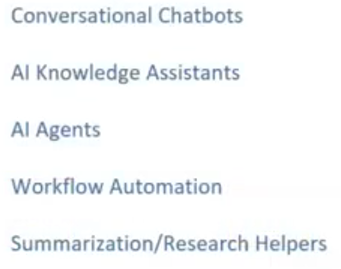 Conversational Chatbots
AI Knowledge Assistants
AI Agents
Workflow Automation
Summarization/Research Helpers